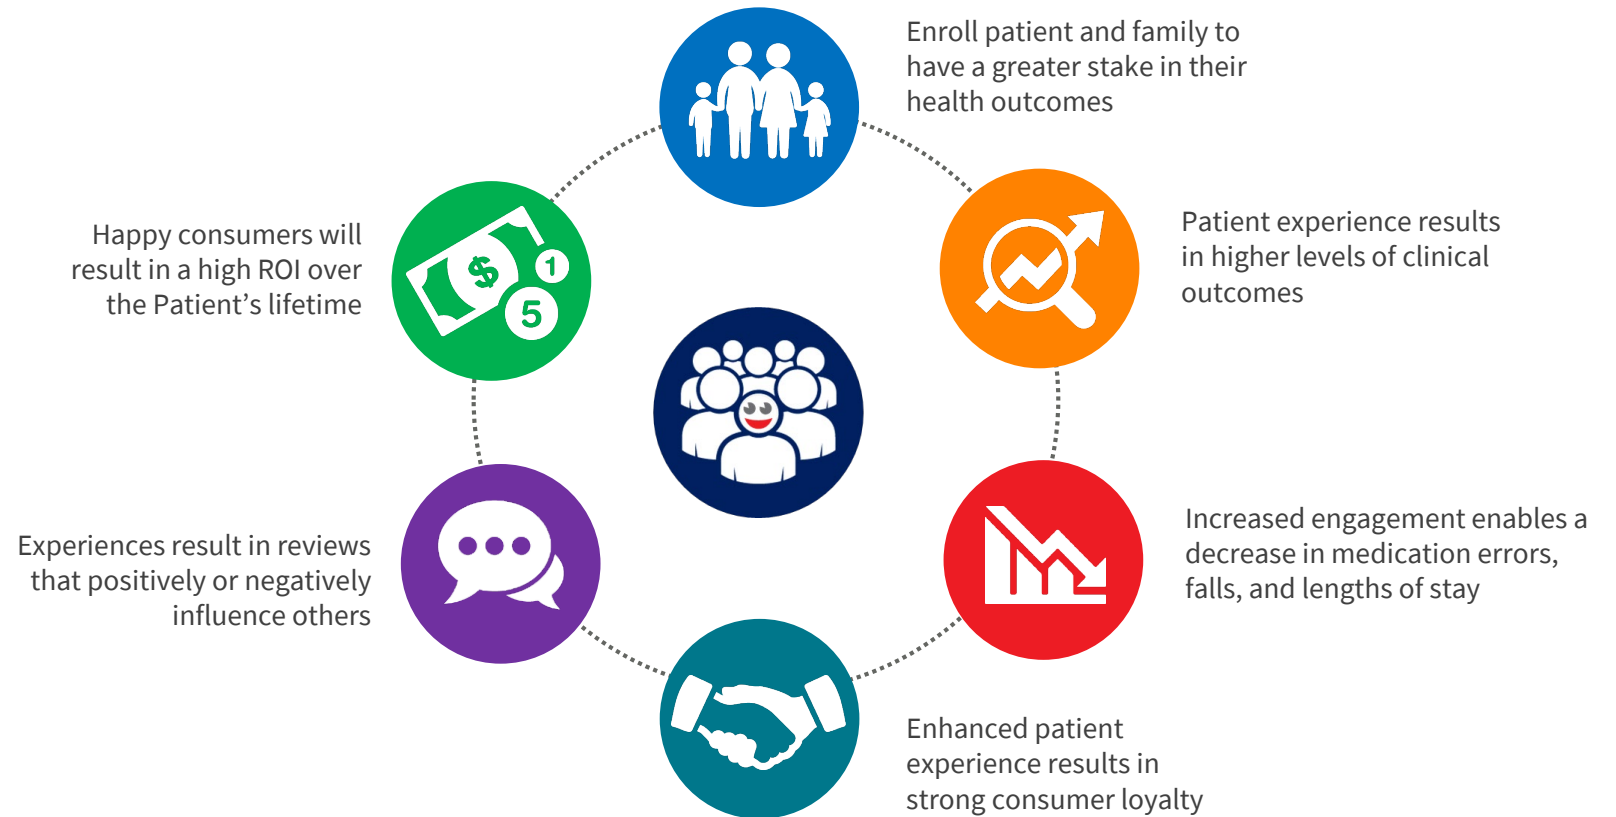 Enroll patient and family to
have a greater stake in their
health outcomes
Patient experience results
in higher levels of clinical
outcomes
Increased engagement enables a
decrease in medication errors,
falls, and lengths of stay
Enhanced patient
experience results in
strong consumer loyalty
Experiences result in reviews
that positively or negatively
influence others
Happy consumers will
result in a high ROI over
the Patient’s lifetime
$
1
5